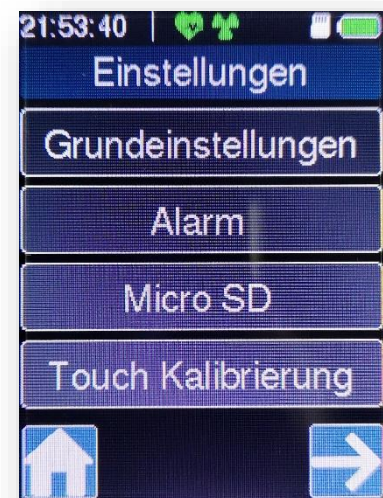 21:53:40
Einstellungen
Grundeinstellungen
Alarm
Micro SD
Touch Kalibrierung